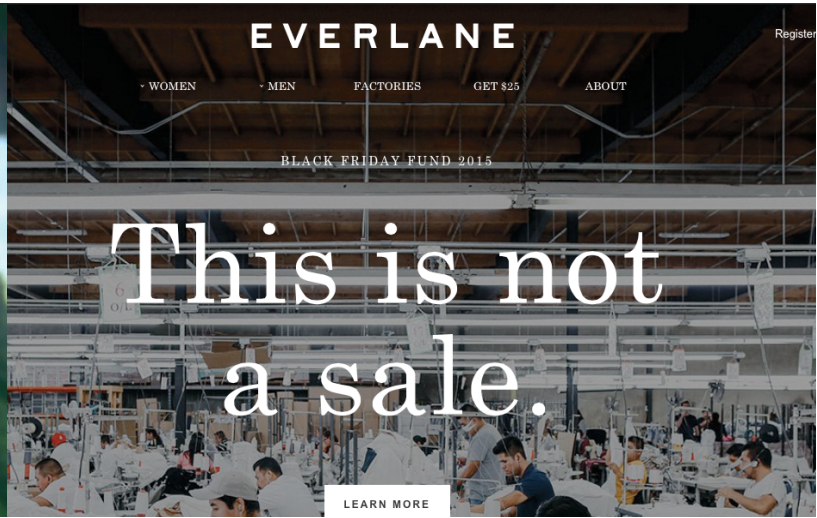 EVERLANE
Register
WOMEN MEN FACTORIES GET $25 ABOUT
BLACK FRIDAY FUND 2015
This is not
a sale.
LEARN MORE